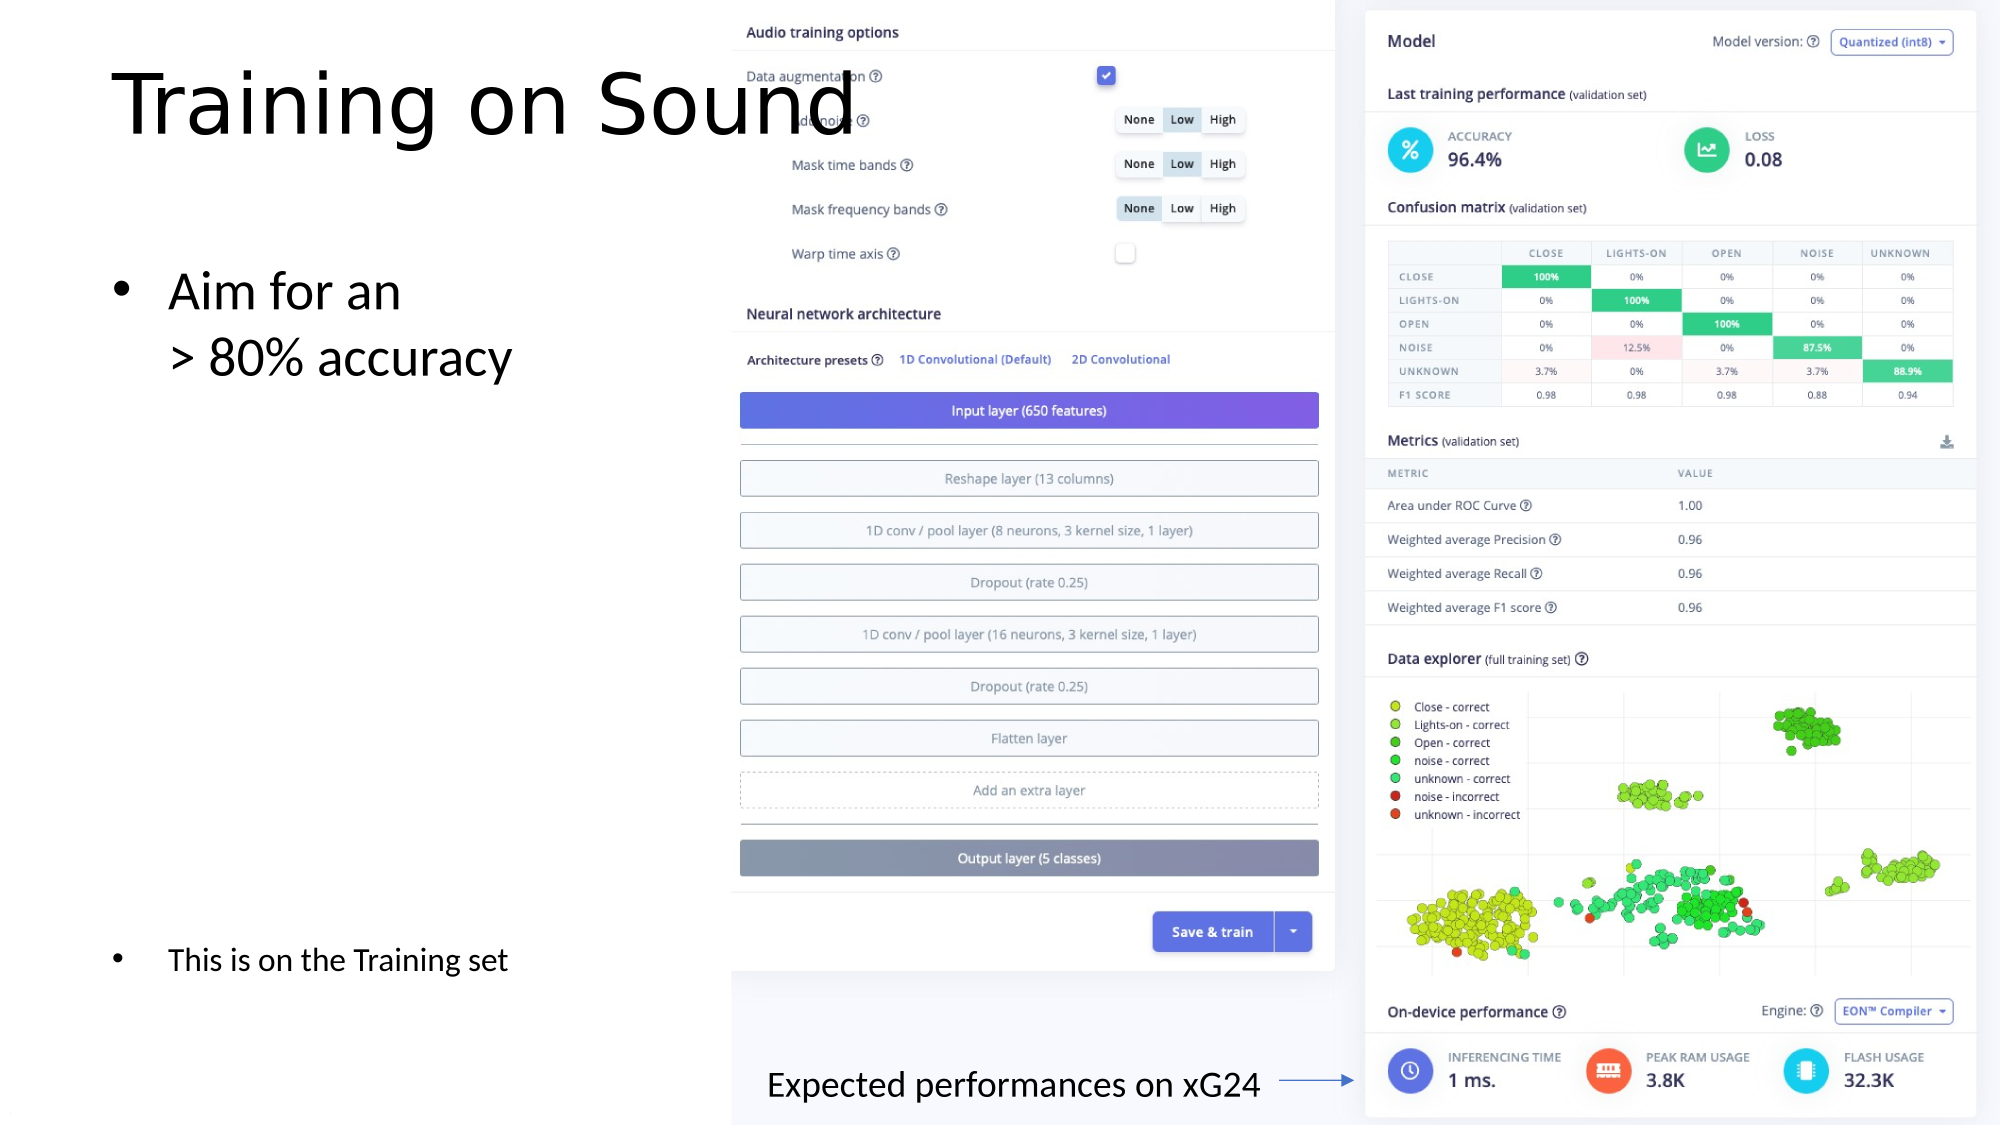 Training on Sound
• Aim for an
> 80% accuracy
• This is on the Training set
Audio training options
Data augmentation
Add noise
None Low High
Mask time bands
None Low High
Mask frequency bands
None Low High
Warp time axis
Neural network architecture
Architecture presets 1D Convolutional (Default) 2D Convolutional
Input layer (650 features)
Reshape layer (13 columns)
1D conv / pool layer (8 neurons, 3 kernel size, 1 layer)
Dropout (rate 0.25)
1D conv / pool layer (16 neurons, 3 kernel size, 1 layer)
Dropout (rate 0.25)
Flatten layer
Add an extra layer
Output layer (5 classes)
Save & train
Expected performances on xG24
Model
Model version: Quantized (int8)
Last training performance (validation set)
ACCURACY
96.4%
LOSS
0.08
Confusion matrix (validation set)
CLOSE LIGHTS-ON OPEN NOISE UNKNOWN
CLOSE 100% 0% 0% 0% 0%
LIGHTS-ON 0% 100% 0% 0% 0%
OPEN 0% 0% 100% 0% 0%
NOISE 0% 12.5% 0% 87.5% 0%
UNKNOWN 3.7% 0% 3.7% 3.7% 88.9%
F1 SCORE 0.98 0.98 0.98 0.88 0.94
Metrics (validation set)
METRIC VALUE
Area under ROC Curve 1.00
Weighted average Precision 0.96
Weighted average Recall 0.96
Weighted average F1 score 0.96
Data explorer (full training set)
Close - correct
Lights-on - correct
Open - correct
noise - correct
unknown - correct
noise - incorrect
unknown - incorrect
On-device performance
Engine: EON™ Compiler
INFERENCING TIME
1 ms.
PEAK RAM USAGE
3.8K
FLASH USAGE
32.3K